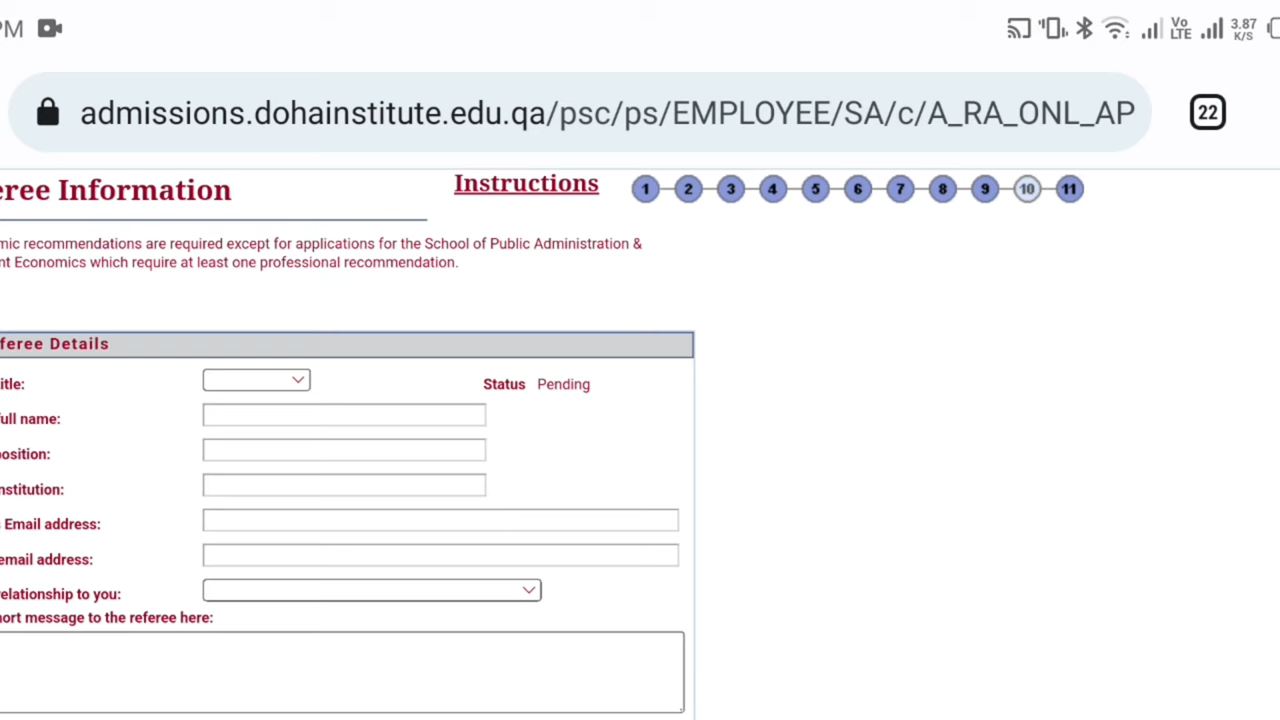 PM
Vo
LTE
3.87
K/S
admissions.dohainstitute.edu.qa/psc/ps/EMPLOYEE/SA/c/A_RA_ONL_AP
22
eree Information
Instructions
1 2 3 4 5 6 7 8 9 10 11
mic recommendations are required except for applications for the School of Public Administration &
nt Economics which require at least one professional recommendation.
feree Details
itle:
Status Pending
ull name:
osition:
nstitution:
Email address:
email address:
elationship to you:
ort message to the referee here: